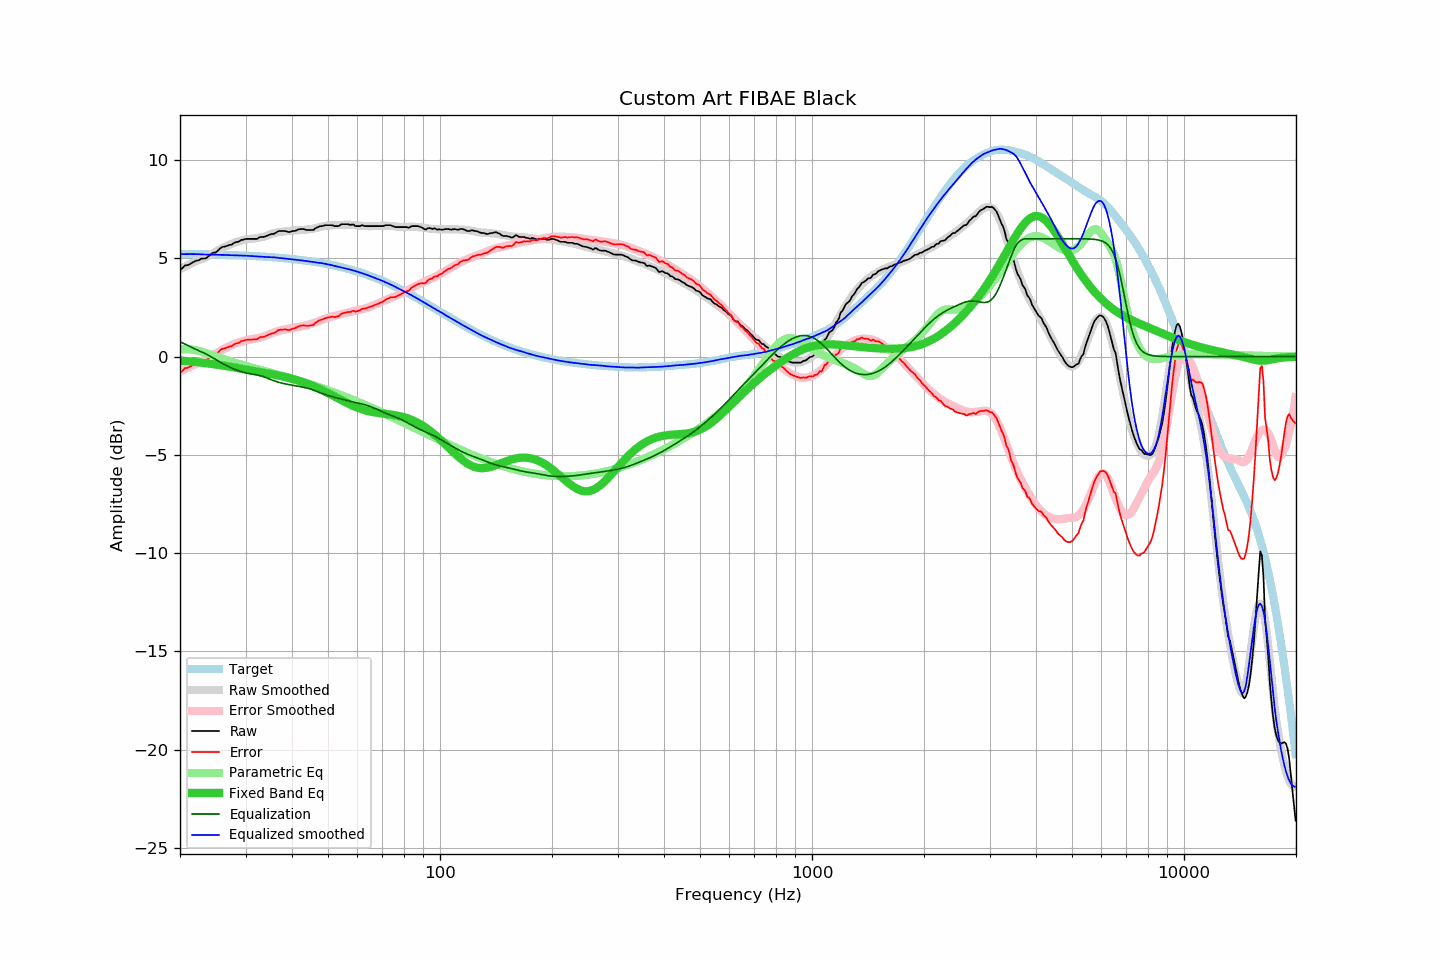 Custom Art FIBAE Black
10
5
0
−5
−10
−15
−20
−25
Amplitude (dBr)
Target
Raw Smoothed
Error Smoothed
Raw
Error
Parametric Eq
Fixed Band Eq
Equalization
Equalized smoothed
100
1000
10000
Frequency (Hz)